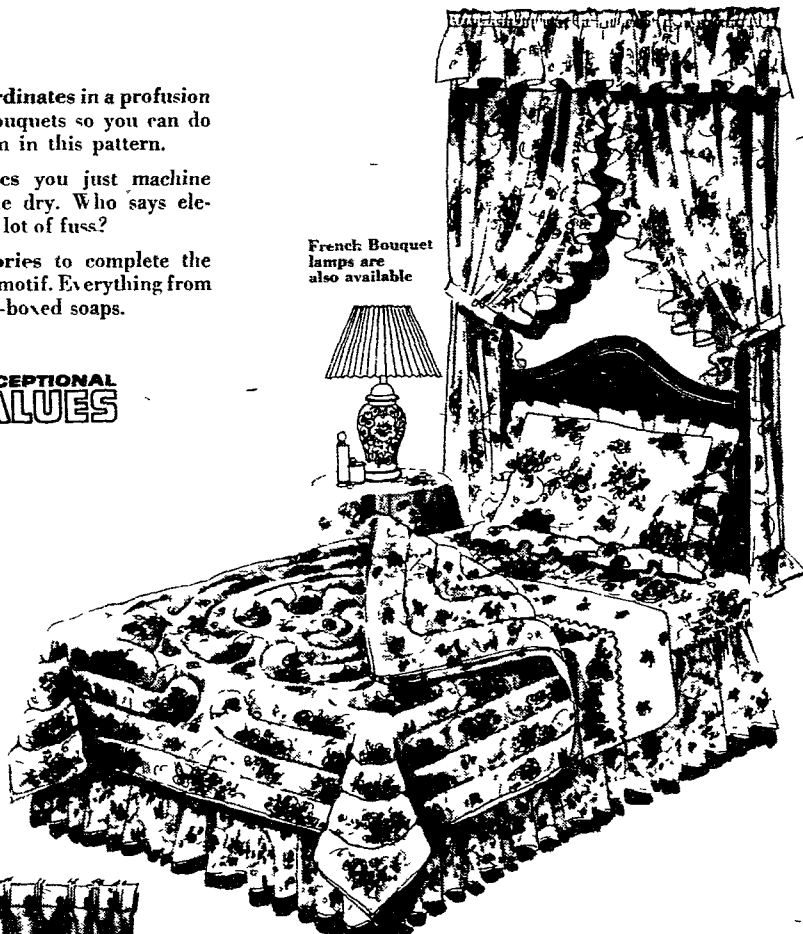 rdinates in a profusion
ouquets so you can do
n in this pattern.
cs you just machine
e dry. Who says ele-
lot of fuss?
ories to complete the
motif. Everything from
-boxed soaps.
CEPTIONAL
ALUES
French Bouquet
lamps are
also available